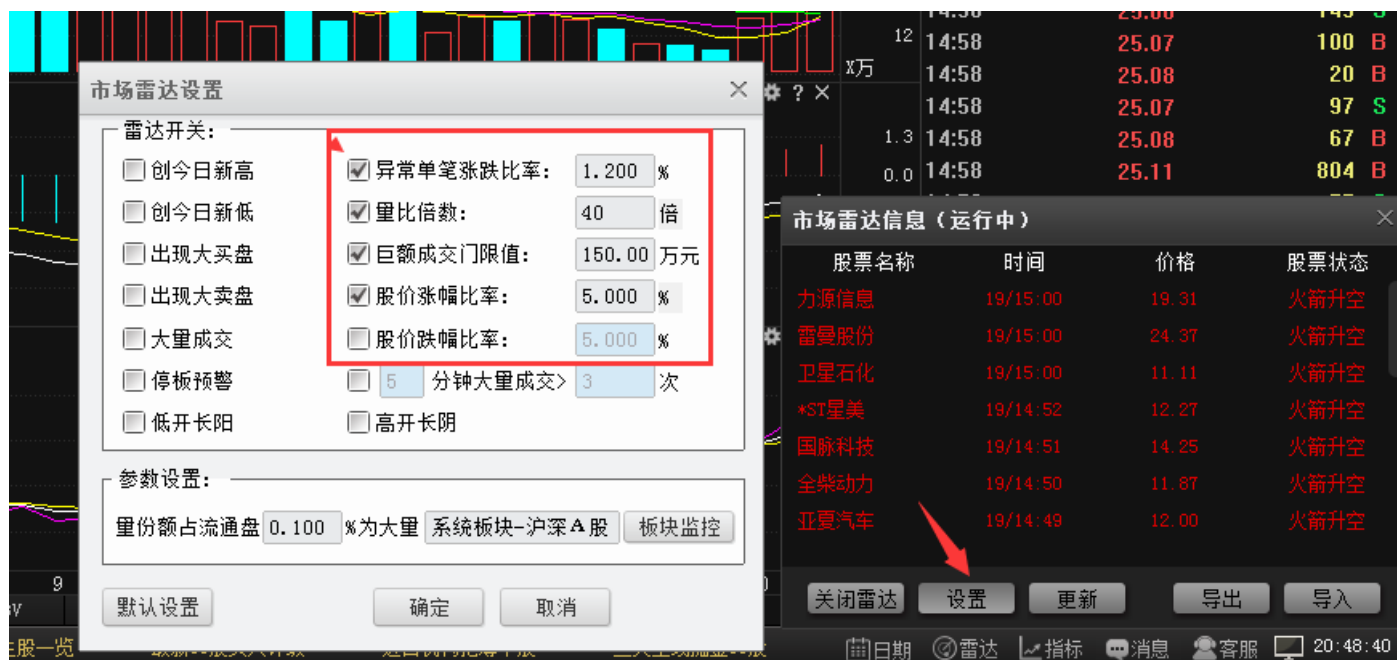 12
X万
1.3
0.0
14:58 25.07 100 B
14:58 25.08 20 B
14:58 25.07 97 S
14:58 25.08 67 B
14:58 25.11 804 B
市场雷达设置
雷达开关:
创今日新高 异常单笔涨跌比率: 1.200 %
创今日新低 量比倍数: 40 倍
出现大买盘 巨额成交门限值: 150.00 万元
出现大卖盘 股价涨幅比率: 5.000 %
大量成交 股价跌幅比率: 5.000 %
停板预警 5 分钟大量成交> 3 次
低开长阳 高开长阴
参数设置:
量份额占流通盘 0.100 %为大量 系统板块-沪深A股 板块监控
默认设置 确定 取消
市场雷达信息（运行中）
股票名称 时间 价格 股票状态
力源信息 19/15:00 19.31 火箭升空
雷曼股份 19/15:00 24.37 火箭升空
卫星石化 19/15:00 11.11 火箭升空
*ST星美 19/14:52 12.27 火箭升空
国脉科技 19/14:51 14.25 火箭升空
全柴动力 19/14:50 11.87 火箭升空
亚夏汽车 19/14:49 12.00 火箭升空
关闭雷达 设置 更新 导出 导入
9
股一览
日期 雷达 指标 消息 客服 20:48:40